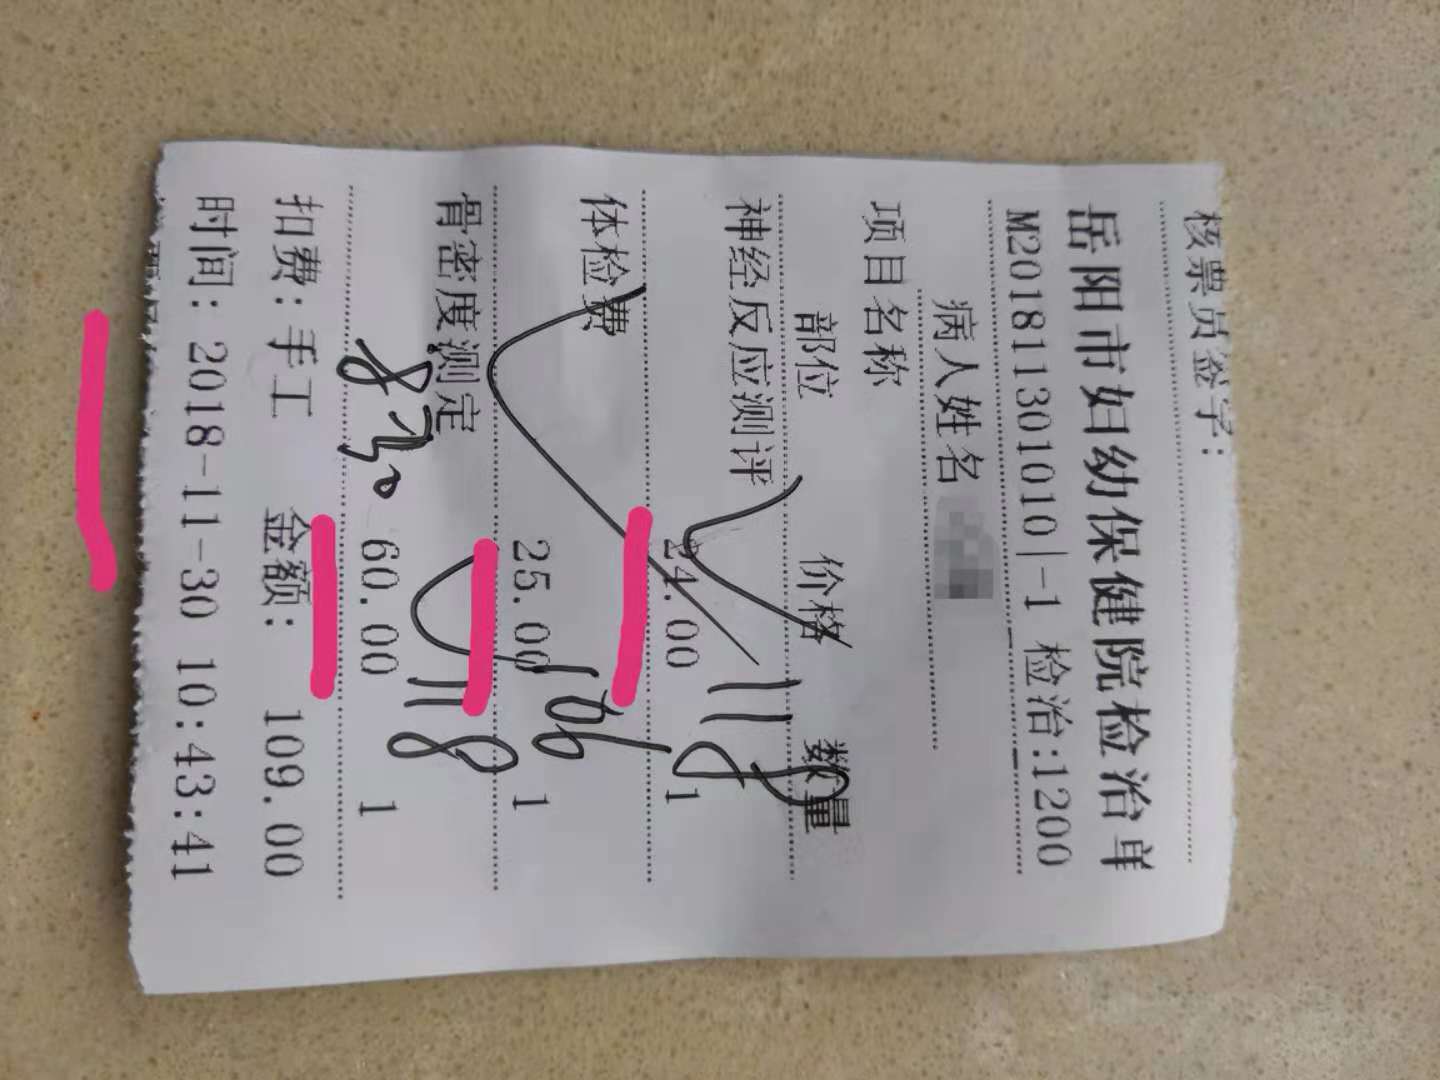 核票员签字:
岳阳市妇幼保健院检治单
M20181130101010|-1 检治:1200
病人姓名
项目名称
部位 价格 数量
神经反应测评
24.00 1
体检费
25.00 1
骨密度测定
60.00 1
扣费:手工 金额: 109.00
时间: 2018-11-30 10:43:41